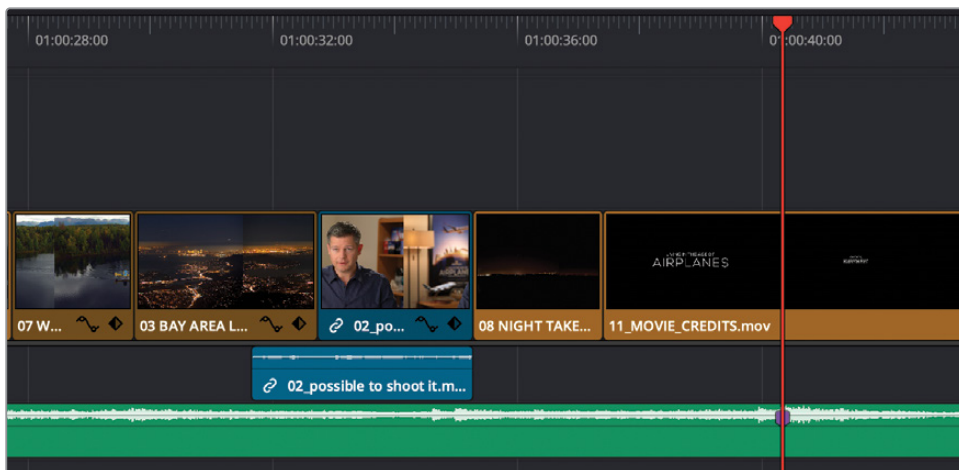 01:00:28:00
01:00:32:00
01:00:36:00
01:00:40:00
AIRPLANES
07 W...
03 BAY AREA L...
02_po...
08 NIGHT TAKE...
11_MOVIE_CREDITS.mov
02_possible to shoot it.m...